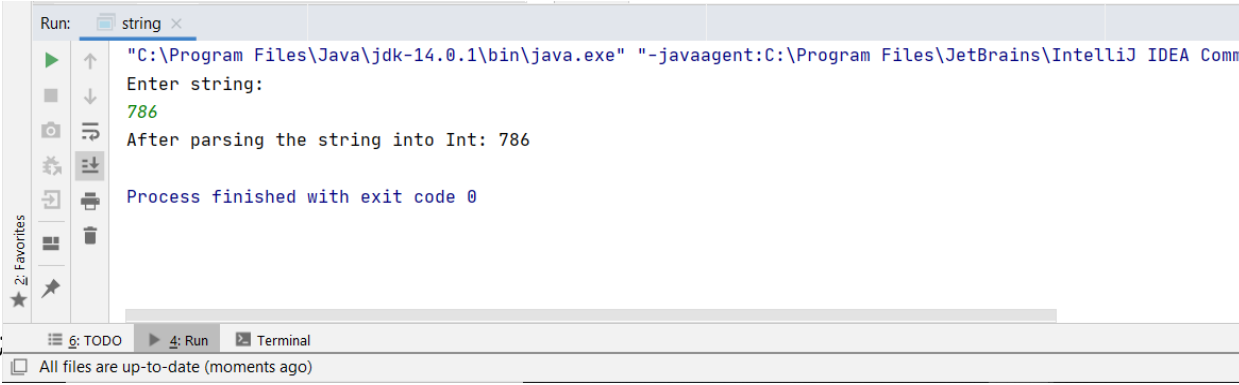 Run: string
"C:\Program Files\Java\jdk-14.0.1\bin\java.exe" "-javaagent:C:\Program Files\JetBrains\IntelliJ IDEA Comm
Enter string:
786
After parsing the string into Int: 786
Process finished with exit code 0
2: Favorites
6: TODO 4: Run Terminal
All files are up-to-date (moments ago)